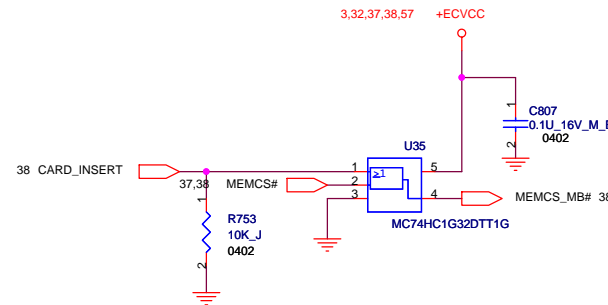 3,32,37,38,57 +ECVCC
1
C807
0.1U_16V_M_B
2
0402
U35
38 CARD_INSERT
1
5
≥1
37,38
MEMCS#
2
3
4
MEMCS_MB# 38
1
R753
10K_J
0402
2
MC74HC1G32DTT1G